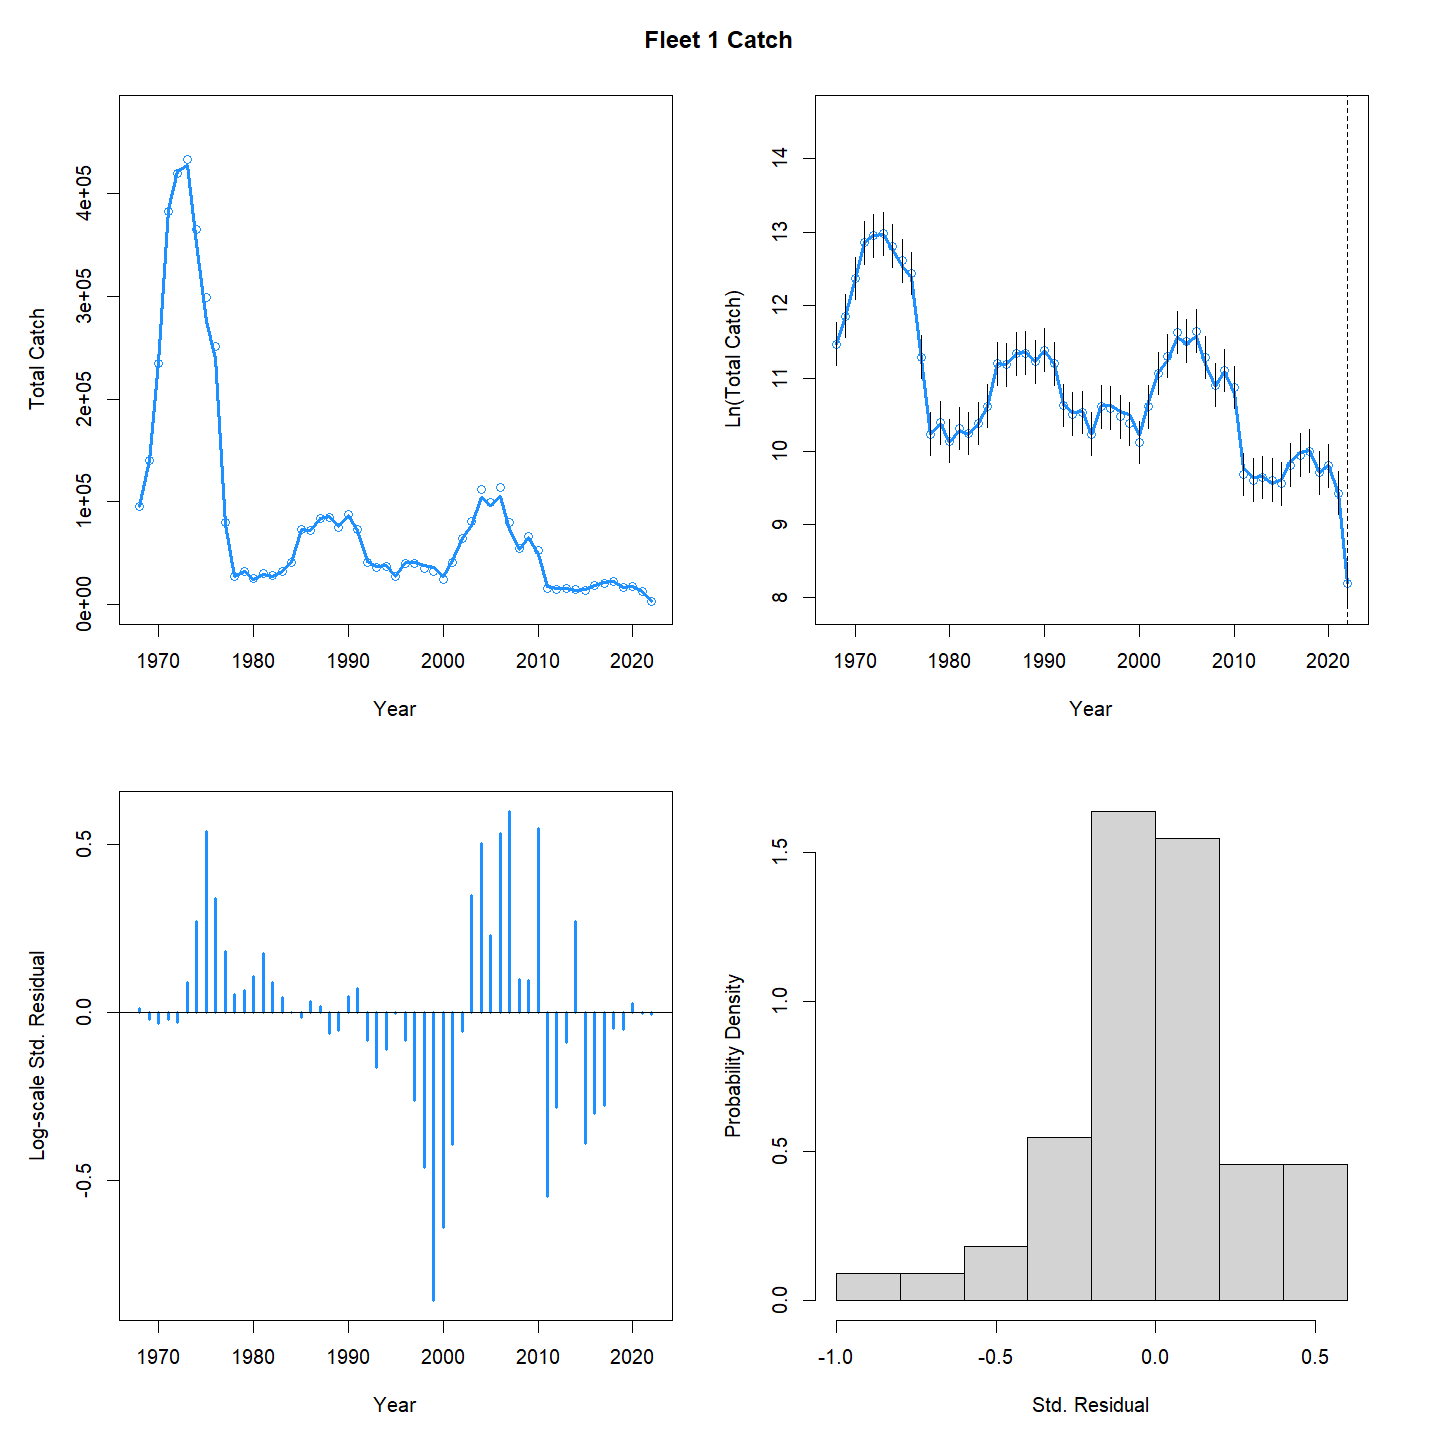 Fleet 1 Catch
Total Catch
0e+00 1e+05 2e+05 3e+05 4e+05
1970 1980 1990 2000 2010 2020
Year
Ln(Total Catch)
8 9 10 11 12 13 14
1970 1980 1990 2000 2010 2020
Year
Log-scale Std. Residual
-0.5 0.0 0.5
1970 1980 1990 2000 2010 2020
Year
Probability Density
0.0 0.5 1.0 1.5
-1.0 -0.5 0.0 0.5
Std. Residual